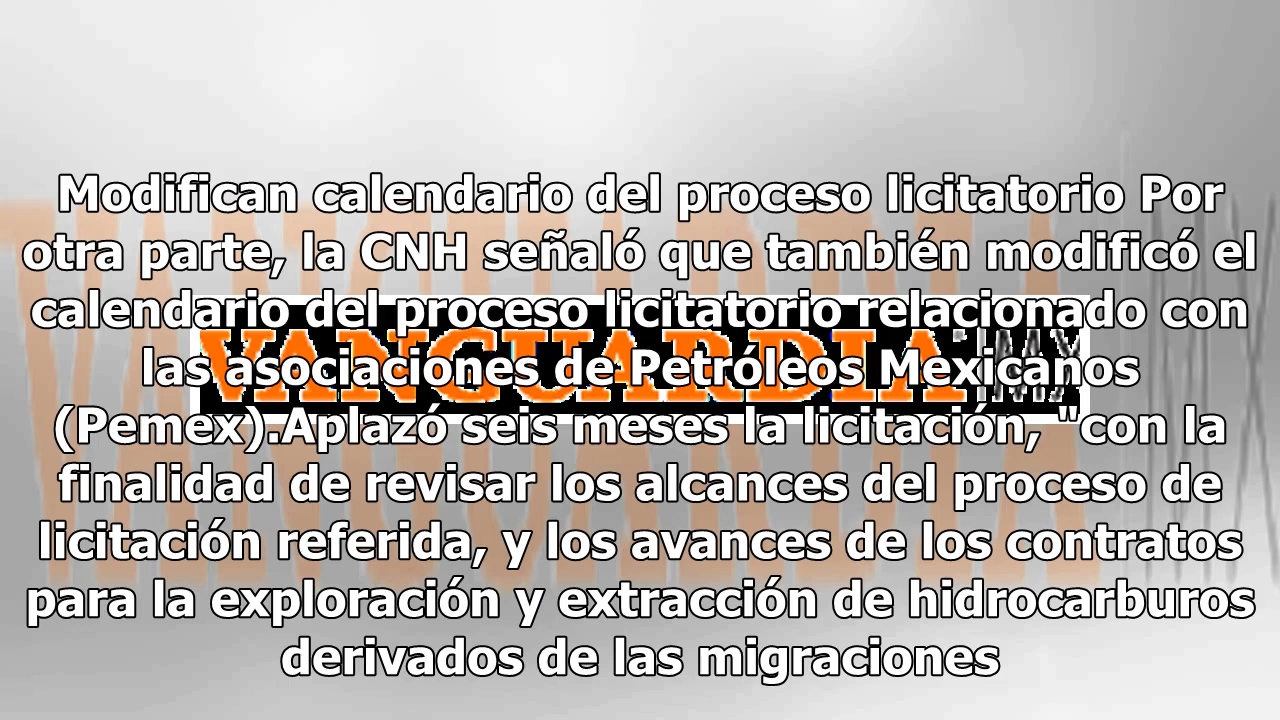 Modifican calendario del proceso licitatorio Por
otra parte, la CNH señaló que también modificó el
calendario del proceso licitatorio relacionado con
las asociaciones de Petróleos Mexicanos
(Pemex).Aplazó seis meses la licitación, "con la
finalidad de revisar los alcances del proceso de
licitación referida, y los avances de los contratos
para la exploración y extracción de hidrocarburos
derivados de las migraciones
VANGUARDIA MX